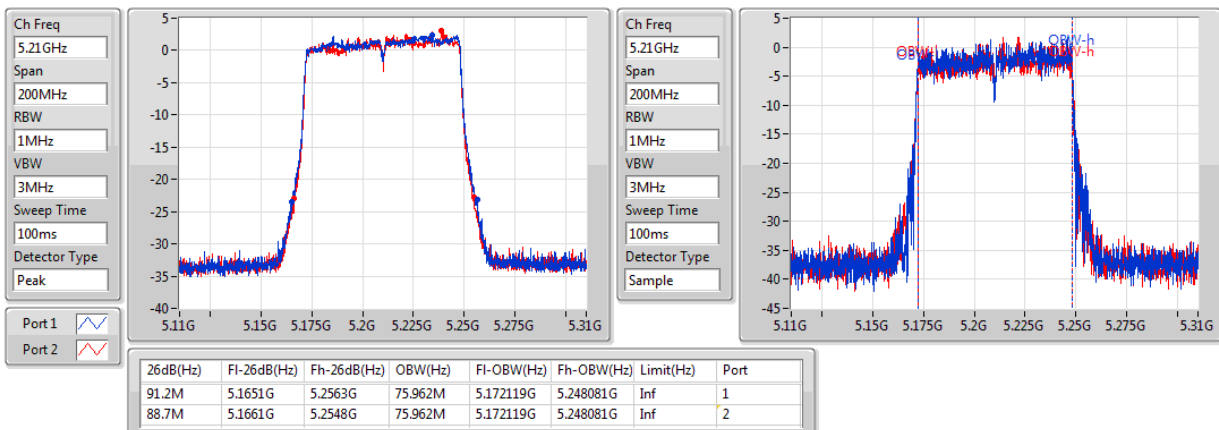 Ch Freq
5.21GHz
Span
200MHz
RBW
1MHz
VBW
3MHz
Sweep Time
100ms
Detector Type
Peak
Port 1
Port 2
5
0
-5
-10
-15
-20
-25
-30
-35
-40
5.11G 5.15G 5.175G 5.2G 5.225G 5.25G 5.275G 5.31G
Ch Freq
5.21GHz
Span
200MHz
RBW
1MHz
VBW
3MHz
Sweep Time
100ms
Detector Type
Sample
5
0
-5
-10
-15
-20
-25
-30
-35
-40
-45
OBW-h
OBW-h
5.11G 5.15G 5.175G 5.2G 5.225G 5.25G 5.275G 5.31G
26dB(Hz) Fl-26dB(Hz) Fh-26dB(Hz) OBW(Hz) Fl-OBW(Hz) Fh-OBW(Hz) Limit(Hz) Port
91.2M 5.1651G 5.2563G 75.962M 5.172119G 5.248081G Inf 1
88.7M 5.1661G 5.2548G 75.962M 5.172119G 5.248081G Inf 2